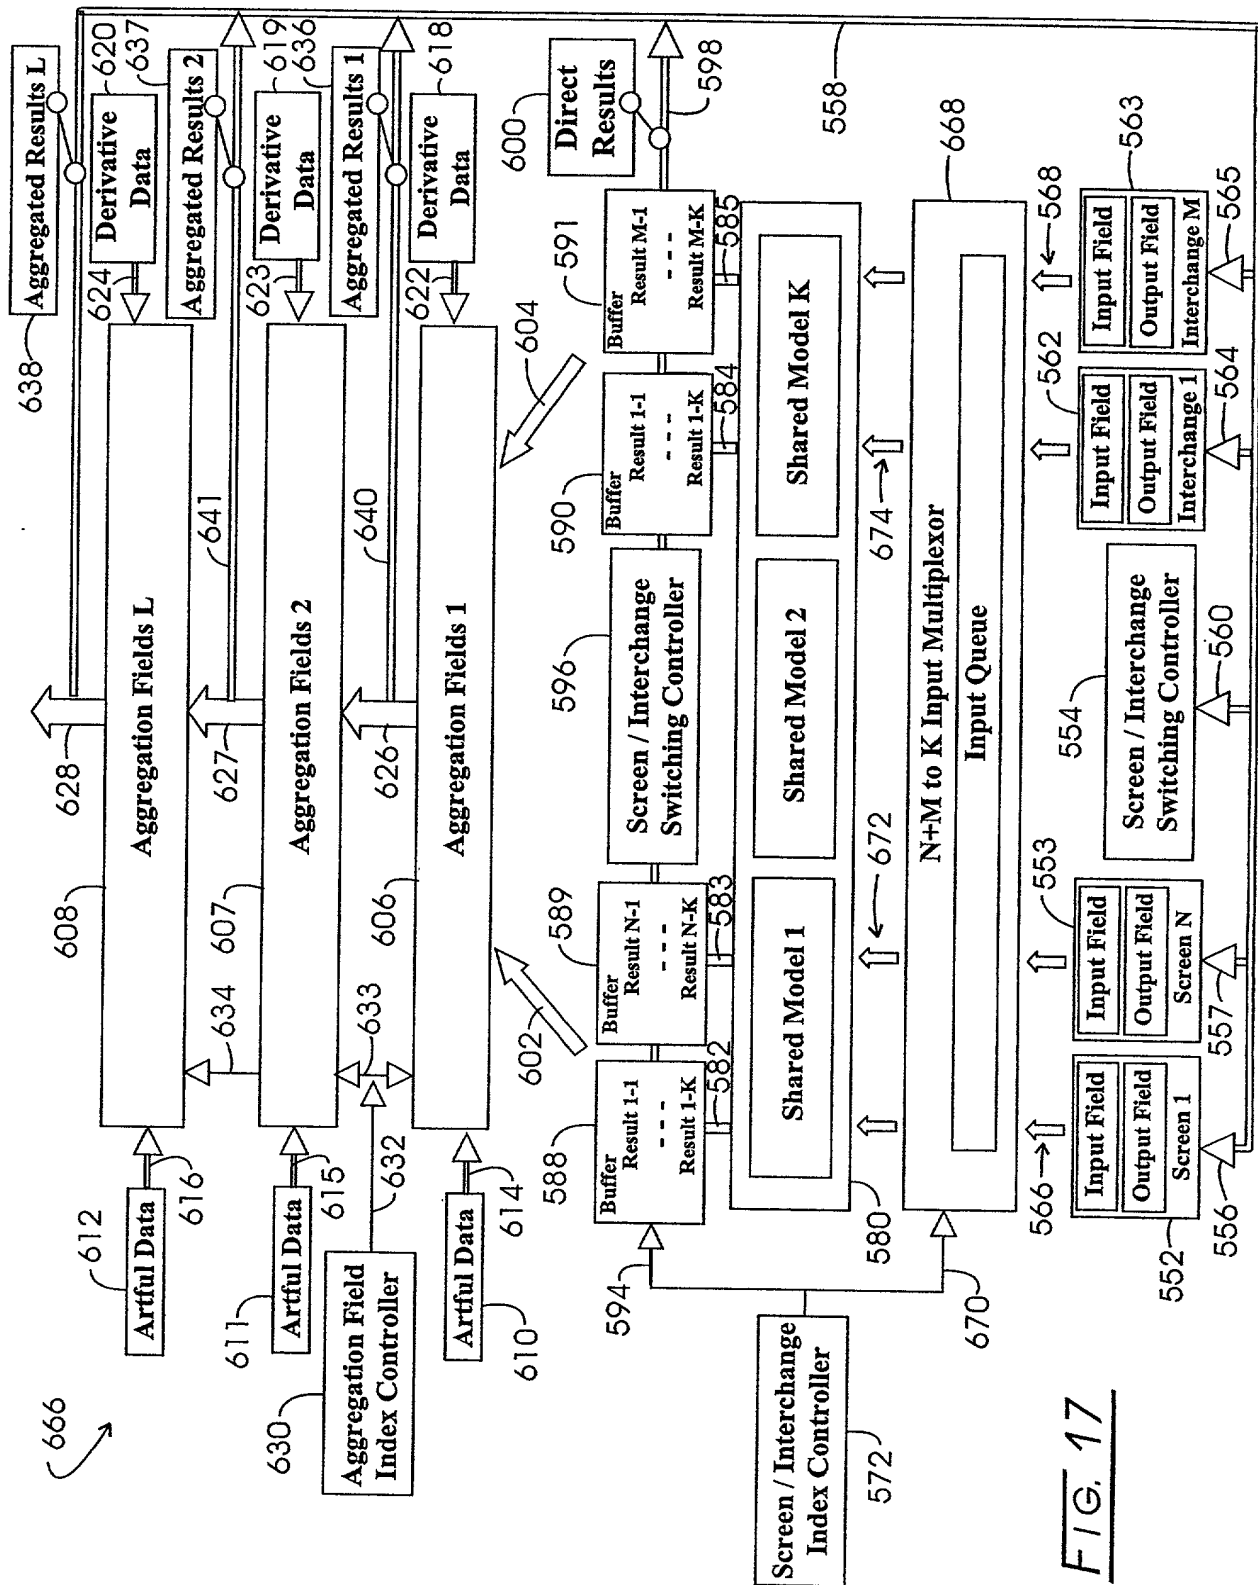 666
638
Aggregated Results L
Derivative
Data
620
624
637
Aggregated Results 2
628
608
Aggregation Fields L
612
Artful Data
616
634
641
627
607
Aggregation Fields 2
Derivative
Data
619
623
636
Aggregated Results 1
611
Artful Data
615
630
Aggregation Field
Index Controller
632
633
640
626
606
Aggregation Fields 1
Derivative
Data
618
622
610
Artful Data
614
602
604
600
Direct
Results
598
588
Buffer
Result 1-1
- - -
Result 1-K
582
589
Buffer
Result N-1
- - -
Result N-K
583
596
Screen / Interchange
Switching Controller
590
Buffer
Result 1-1
- - -
Result 1-K
584
591
Buffer
Result M-1
- - -
Result M-K
585
594
580
Shared Model 1
Shared Model 2
Shared Model K
558
Screen / Interchange
Index Controller
572
670
672
674
668
N+M to K Input Multiplexor
Input Queue
566
552
Input Field
Output Field
Screen 1
556
553
Input Field
Output Field
Screen N
557
554
Screen / Interchange
Switching Controller
560
562
Input Field
Output Field
Interchange 1
564
568
563
Input Field
Output Field
Interchange M
565
FIG. 17